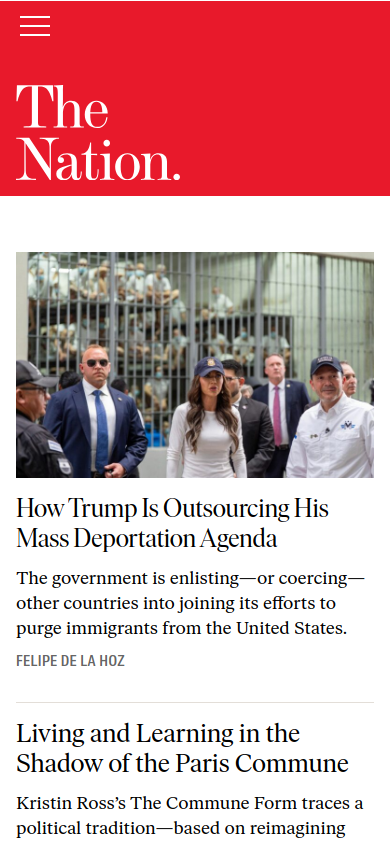 The
Nation.
How Trump Is Outsourcing His
Mass Deportation Agenda
The government is enlisting—or coercing—
other countries into joining its efforts to
purge immigrants from the United States.
FELIPE DE LA HOZ
Living and Learning in the
Shadow of the Paris Commune
Kristin Ross’s The Commune Form traces a
political tradition—based on reimagining